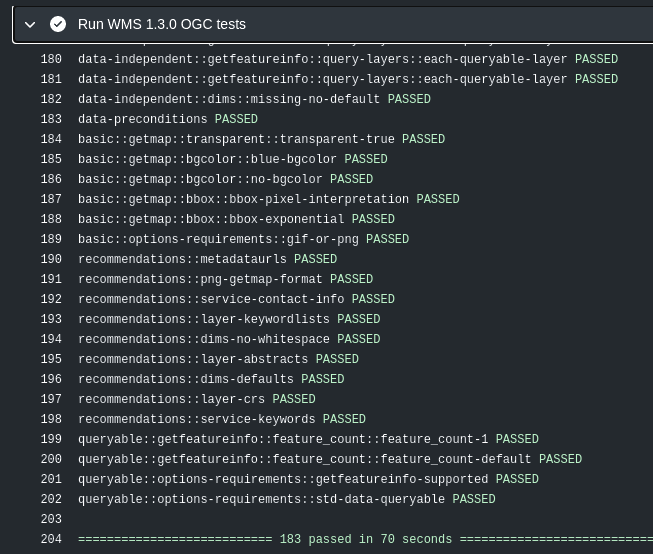 Run WMS 1.3.0 OGC tests
180 data-independent::getfeatureinfo::query-layers::each-queryable-layer PASSED
181 data-independent::getfeatureinfo::query-layers::each-queryable-layer PASSED
182 data-independent::dims::missing-no-default PASSED
183 data-preconditions PASSED
184 basic::getmap::transparent::transparent-true PASSED
185 basic::getmap::bgcolor::blue-bgcolor PASSED
186 basic::getmap::bgcolor::no-bgcolor PASSED
187 basic::getmap::bbox::bbox-pixel-interpretation PASSED
188 basic::getmap::bbox::bbox-exponential PASSED
189 basic::options-requirements::gif-or-png PASSED
190 recommendations::metadataurls PASSED
191 recommendations::png-getmap-format PASSED
192 recommendations::service-contact-info PASSED
193 recommendations::layer-keywordlists PASSED
194 recommendations::dims-no-whitespace PASSED
195 recommendations::layer-abstracts PASSED
196 recommendations::dims-defaults PASSED
197 recommendations::layer-crs PASSED
198 recommendations::service-keywords PASSED
199 queryable::getfeatureinfo::feature_count::feature_count-1 PASSED
200 queryable::getfeatureinfo::feature_count::feature_count-default PASSED
201 queryable::options-requirements::getfeatureinfo-supported PASSED
202 queryable::options-requirements::std-data-queryable PASSED
203
204 =========================== 183 passed in 70 seconds ===========================